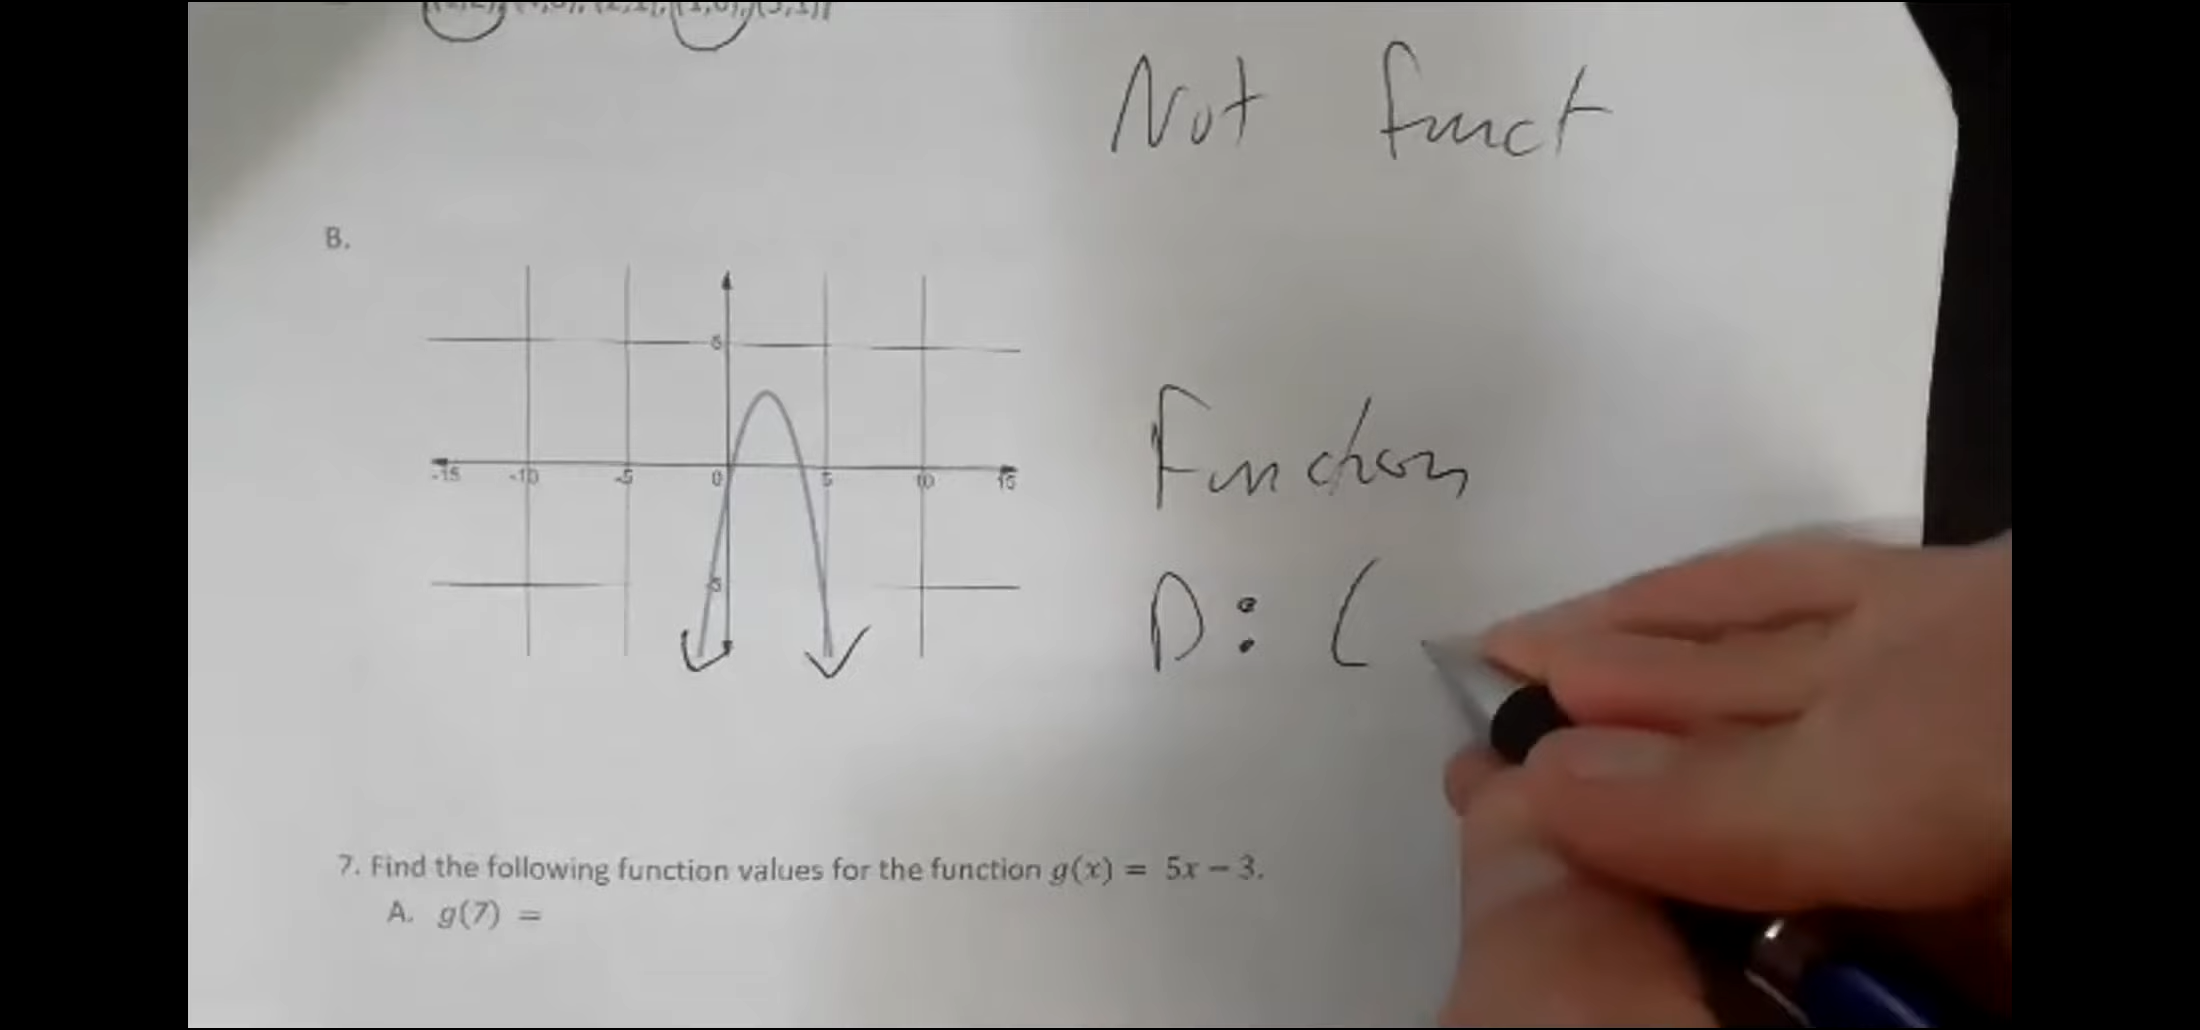 Not funct
B.
5
-15 -10 -5 0 5 10 15
Function
-5
D: (
7. Find the following function values for the function g(x) = 5x − 3.
A. g(7) =